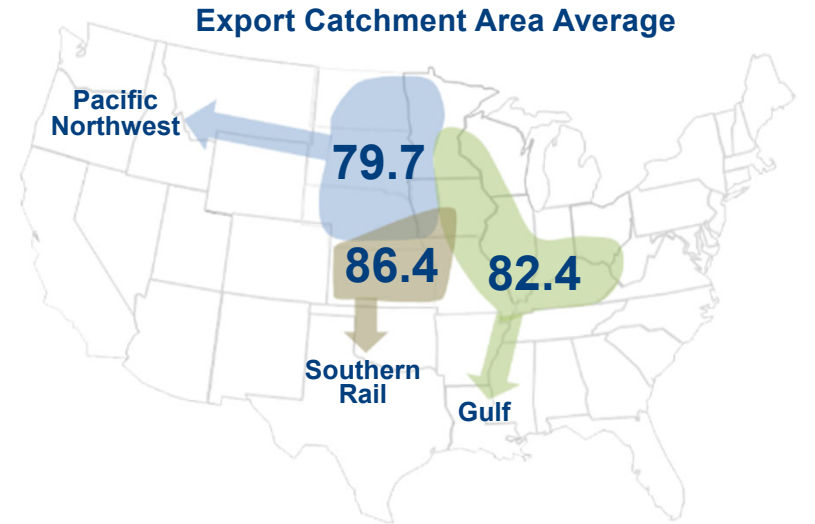 Export Catchment Area Average
Pacific
Northwest
79.7
86.4
82.4
Southern
Rail
Gulf